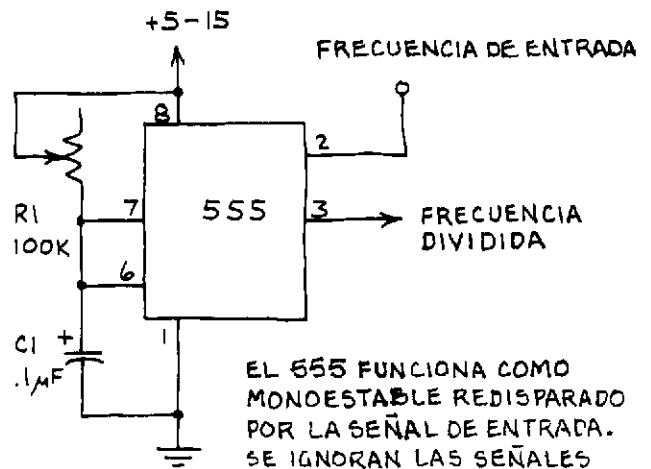 +5-15
FRECUENCIA DE ENTRADA
8
2
R1
100K
7
555
3
FRECUENCIA
DIVIDIDA
6
C1
+
.1µF
1
EL 555 FUNCIONA COMO
MONOESTABLE REDISPARADO
POR LA SEÑAL DE ENTRADA.
SE IGNORAN LAS SEÑALES